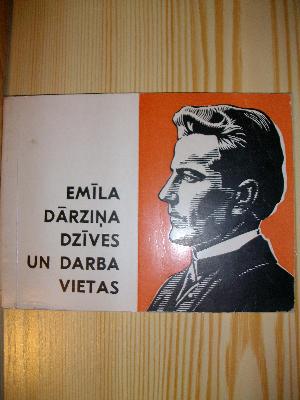 EMĪLA
DĀRZIŅA
DZĪVES
UN DARBA
VIETAS